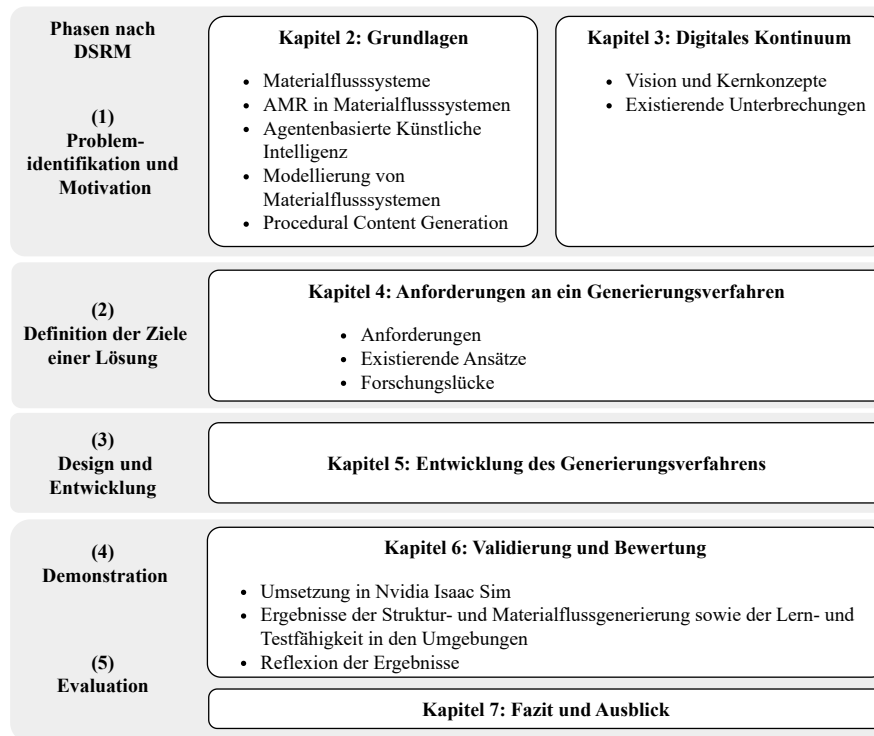 Phasen nach
DSRM
(1)
Problem-
identifikation und
Motivation
Kapitel 2: Grundlagen
• Materialflusssysteme
• AMR in Materialflusssystemen
• Agentenbasierte Künstliche
Intelligenz
• Modellierung von
Materialflusssystemen
• Procedural Content Generation
Kapitel 3: Digitales Kontinuum
• Vision und Kernkonzepte
• Existierende Unterbrechungen
(2)
Definition der Ziele
einer Lösung
Kapitel 4: Anforderungen an ein Generierungsverfahren
• Anforderungen
• Existierende Ansätze
• Forschungslücke
(3)
Design und
Entwicklung
Kapitel 5: Entwicklung des Generierungsverfahrens
(4)
Demonstration
Kapitel 6: Validierung und Bewertung
• Umsetzung in Nvidia Isaac Sim
• Ergebnisse der Struktur- und Materialflussgenerierung sowie der Lern- und
Testfähigkeit in den Umgebungen
• Reflexion der Ergebnisse
(5)
Evaluation
Kapitel 7: Fazit und Ausblick